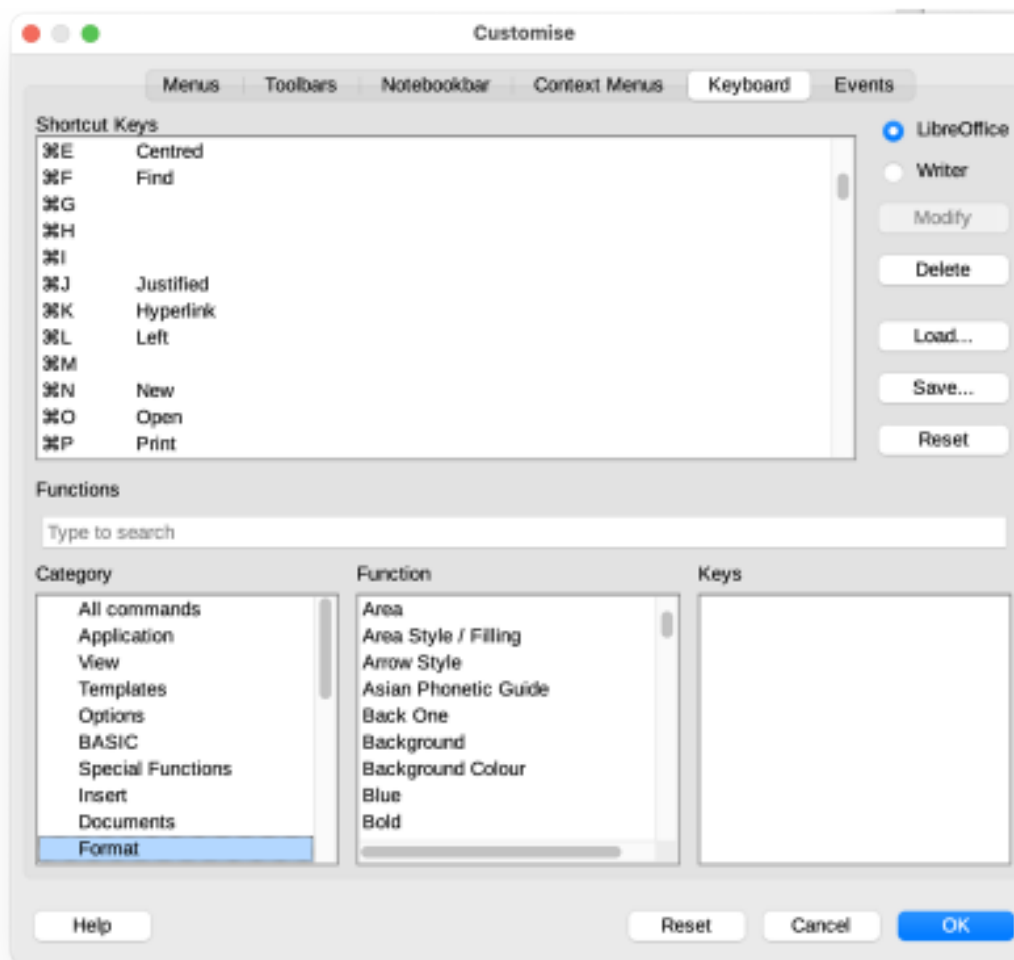 Customise
Menus Toolbars Notebookbar Context Menus Keyboard Events
Shortcut Keys
⌘E Centred
⌘F Find
⌘G
⌘H
⌘I
⌘J Justified
⌘K Hyperlink
⌘L Left
⌘M
⌘N New
⌘O Open
⌘P Print
LibreOffice
Writer
Modify
Delete
Load...
Save...
Reset
Functions
Type to search
Category
All commands
Application
View
Templates
Options
BASIC
Special Functions
Insert
Documents
Format
Function
Area
Area Style / Filling
Arrow Style
Asian Phonetic Guide
Back One
Background
Background Colour
Blue
Bold
Keys
Help Reset Cancel OK